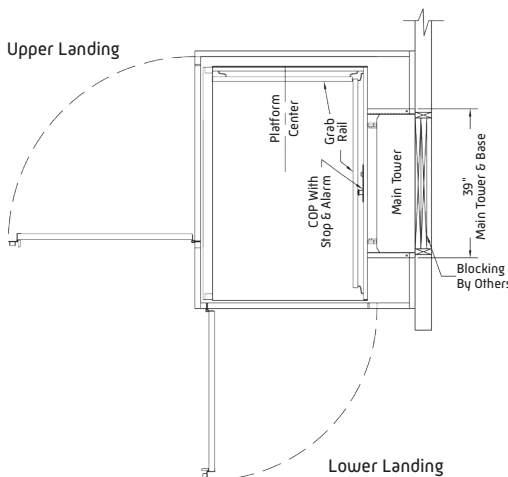 Upper Landing
Platform
Center
Grab
Rail
COP With
Stop & Alarm
Main Tower
39"
Main Tower & Base
Blocking
By Others
Lower Landing